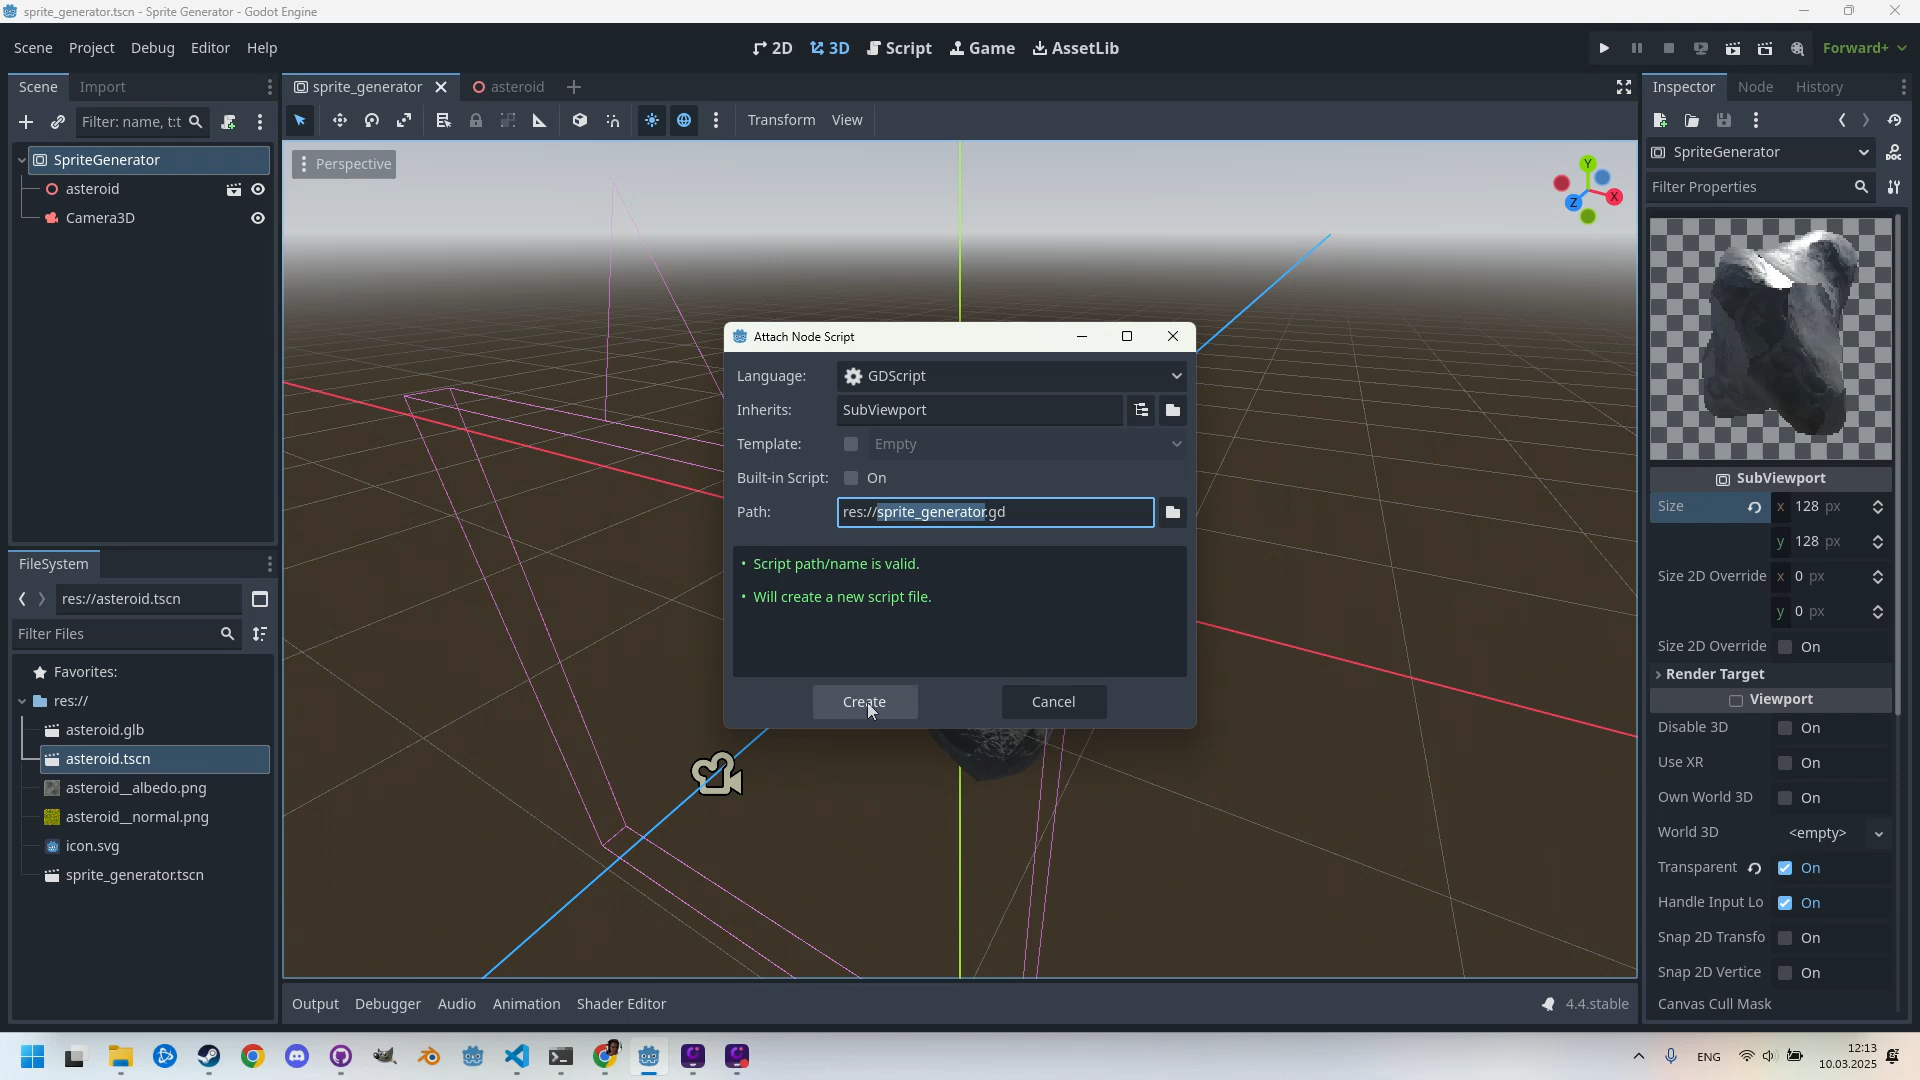 sprite_generator.tscn - Sprite Generator - Godot Engine
Scene Project Debug Editor Help
2D 3D Script Game AssetLib
Forward+
Scene Import
sprite_generator asteroid
Inspector Node History
Filter: name, t:t
Transform View
SpriteGenerator
asteroid
Camera3D
Perspective
Y
X
Z
SpriteGenerator
DOC
Filter Properties
Attach Node Script
Language: GDScript
Inherits: SubViewport
Template: Empty
Built-in Script: On
Path: res://sprite_generator.gd
• Script path/name is valid.
• Will create a new script file.
Create Cancel
SubViewport
Size x 128 px
y 128 px
Size 2D Override x 0 px
y 0 px
Size 2D Override On
Render Target
Viewport
Disable 3D On
Use XR On
Own World 3D On
World 3D <empty>
Transparent On
Handle Input Lo On
Snap 2D Transfo On
Snap 2D Vertice On
Canvas Cull Mask
FileSystem
res://asteroid.tscn
Filter Files
Favorites:
res://
asteroid.glb
asteroid.tscn
asteroid__albedo.png
asteroid__normal.png
icon.svg
sprite_generator.tscn
Output Debugger Audio Animation Shader Editor
4.4.stable
ENG
12:13
10.03.2025